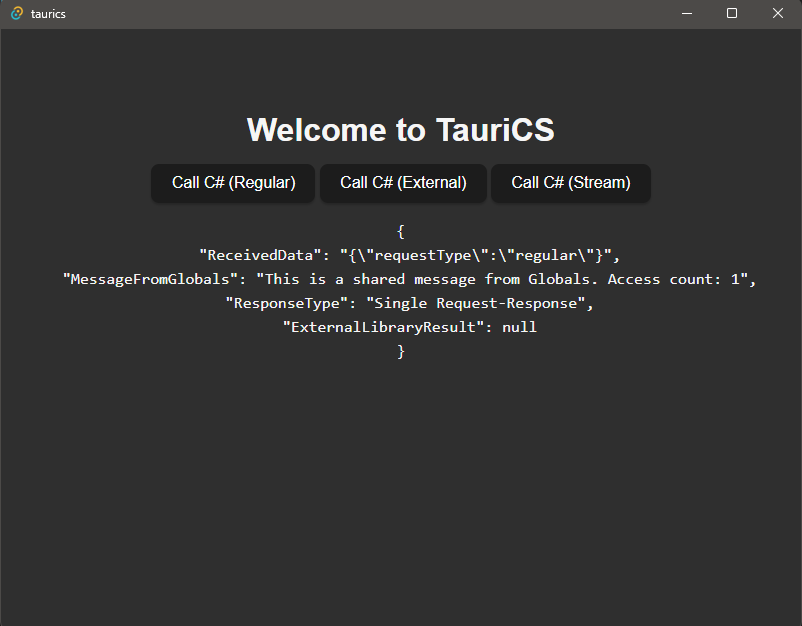 taurics
Welcome to TauriCS
Call C# (Regular) Call C# (External) Call C# (Stream)
{
"ReceivedData": "{\"requestType\":\"regular\"}",
"MessageFromGlobals": "This is a shared message from Globals. Access count: 1",
"ResponseType": "Single Request-Response",
"ExternalLibraryResult": null
}